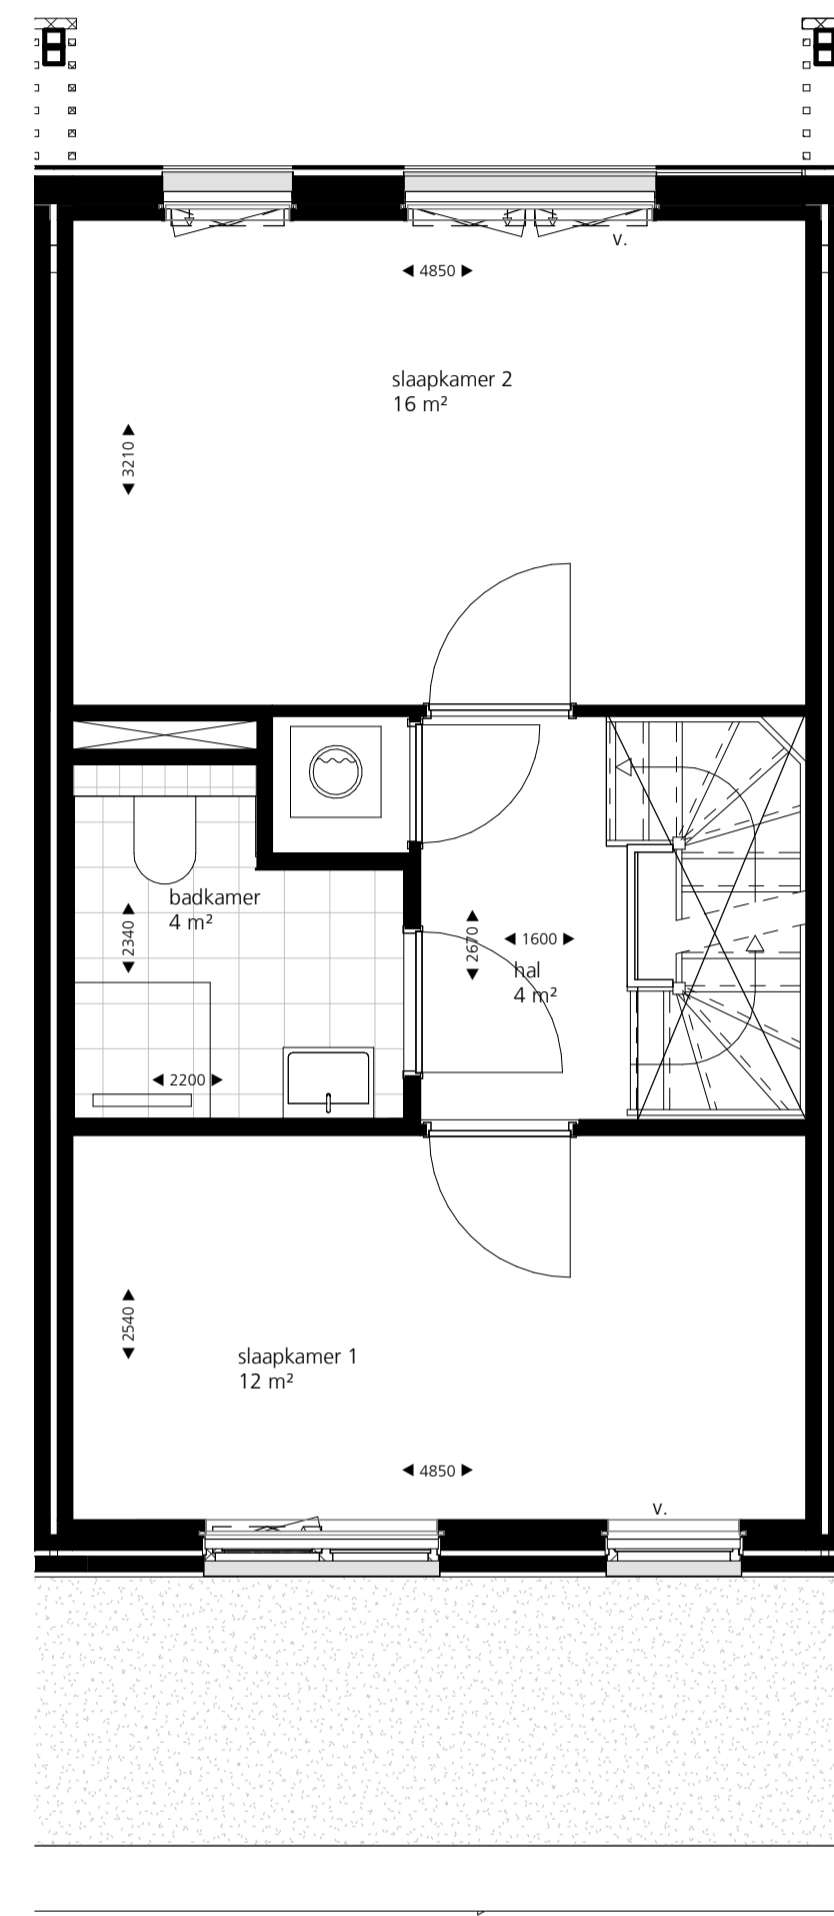 v.
4850
slaapkamer 2
16 m²
3210
badkamer
4 m²
2340
2670
1600
hal
4 m²
2200
2540
slaapkamer 1
12 m²
4850
v.